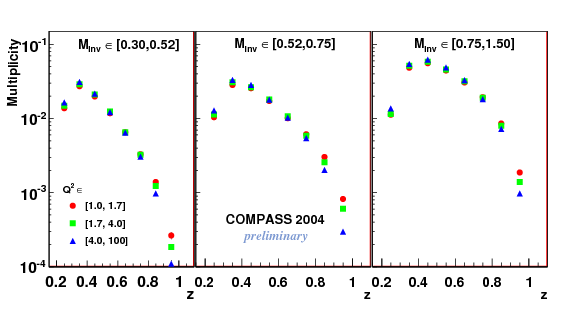 Multiplicity
10⁻¹
10⁻²
10⁻³
10⁻⁴
M_inv ∈ [0.30,0.52]
Q² ∈
[1.0, 1.7]
[1.7, 4.0]
[4.0, 100]
0.2 0.4 0.6 0.8 1
z
M_inv ∈ [0.52,0.75]
COMPASS 2004
preliminary
0.2 0.4 0.6 0.8 1
z
M_inv ∈ [0.75,1.50]
0.2 0.4 0.6 0.8 1
z